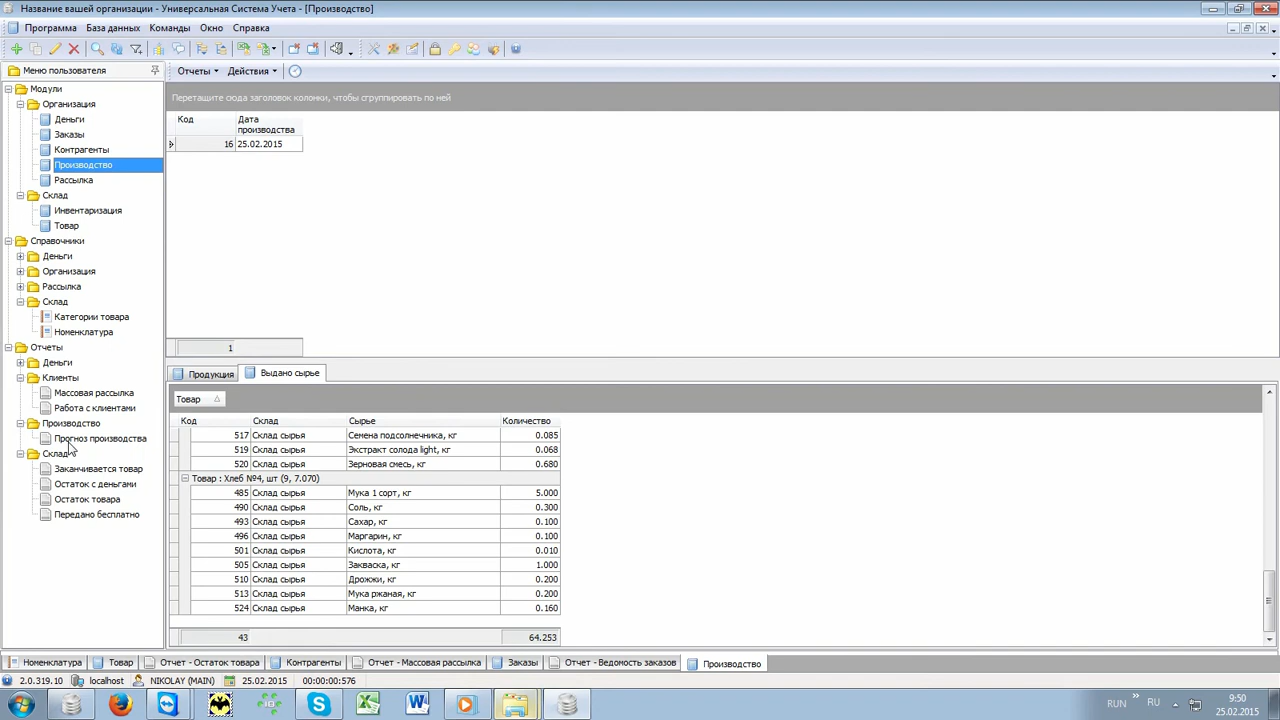 Название вашей организации - Универсальная Система Учета - [Производство]
Программа База данных Команды Окно Справка
Меню пользователя
Отчеты Действия
Модули
Организация
Деньги
Заказы
Контрагенты
Производство
Рассылка
Склад
Инвентаризация
Товар
Справочники
Деньги
Организация
Рассылка
Склад
Категории товара
Номенклатура
Отчеты
Деньги
Клиенты
Массовая рассылка
Работа с клиентами
Производство
Прогноз производства
Склад
Заканчивается товар
Остаток с деньгами
Остаток товара
Передано бесплатно
Перетащите сюда заголовок колонки, чтобы сгруппировать по ней
Код Дата производства
16 25.02.2015
1
Продукция Выдано сырье
Товар
Код Склад Сырье Количество
517 Склад сырья Семена подсолнечника, кг 0.085
519 Склад сырья Экстракт солода light, кг 0.068
520 Склад сырья Зерновая смесь, кг 0.680
Товар : Хлеб №4, шт (9, 7.070)
485 Склад сырья Мука 1 сорт, кг 5.000
490 Склад сырья Соль, кг 0.300
493 Склад сырья Сахар, кг 0.100
496 Склад сырья Маргарин, кг 0.100
501 Склад сырья Кислота, кг 0.010
505 Склад сырья Закваска, кг 1.000
510 Склад сырья Дрожжи, кг 0.200
513 Склад сырья Мука ржаная, кг 0.200
524 Склад сырья Манка, кг 0.160
43 64.253
Номенклатура Товар Отчет - Остаток товара Контрагенты Отчет - Массовая рассылка Заказы Отчет - Ведомость заказов Производство
2.0.319.10 localhost NIKOLAY (MAIN) 25.02.2015 00:00:00:576
RUN RU 9:50
25.02.2015